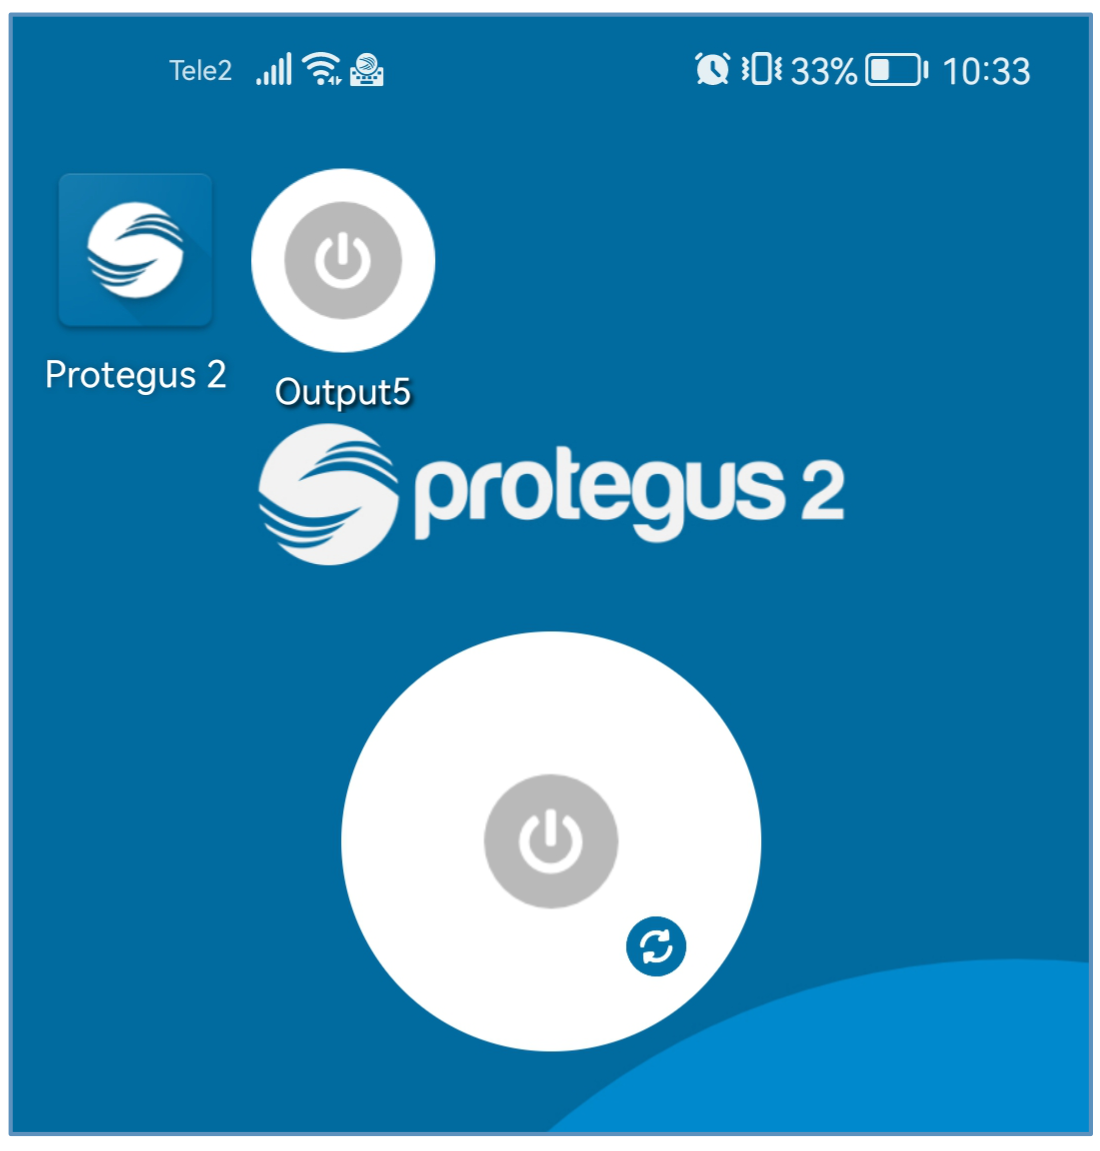 Tele2 33% 10:33
Protegus 2
Output5
protegus 2